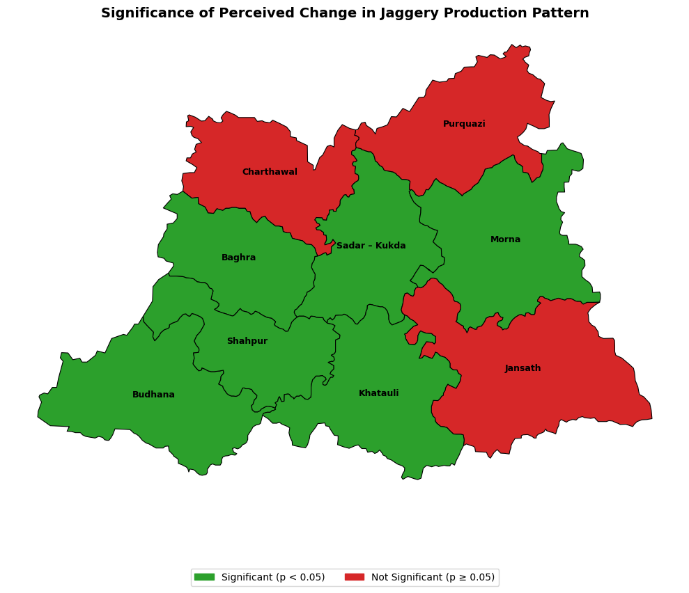 Significance of Perceived Change in Jaggery Production Pattern
Purquazi
Charthawal
Sadar – Kukda
Morna
Baghra
Shahpur
Jansath
Budhana
Khatauli
Significant (p < 0.05)
Not Significant (p ≥ 0.05)